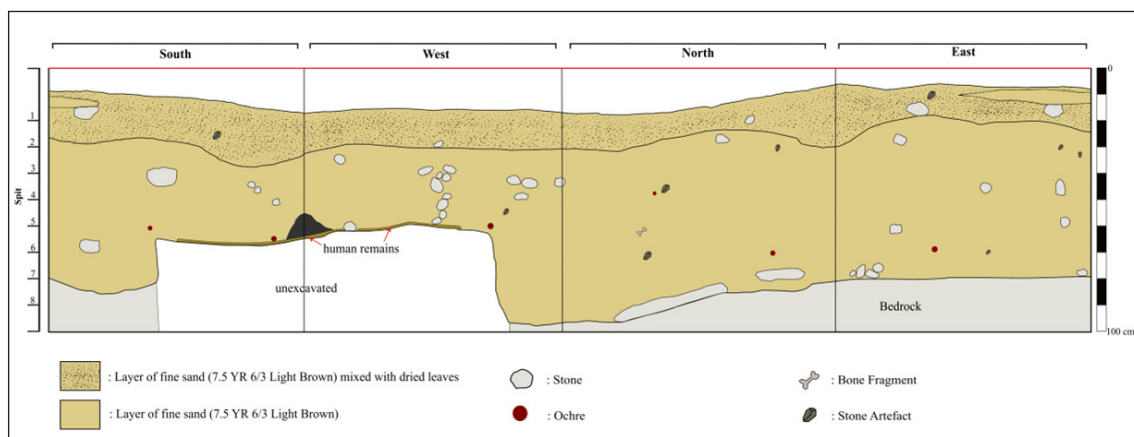 South West North East
0
1
2
3
4
5
6
7
8
Spit
human remains
unexcavated
Bedrock
100 cm
: Layer of fine sand (7.5 YR 6/3 Light Brown) mixed with dried leaves
: Stone
: Bone Fragment
: Layer of fine sand (7.5 YR 6/3 Light Brown)
: Ochre
: Stone Artefact